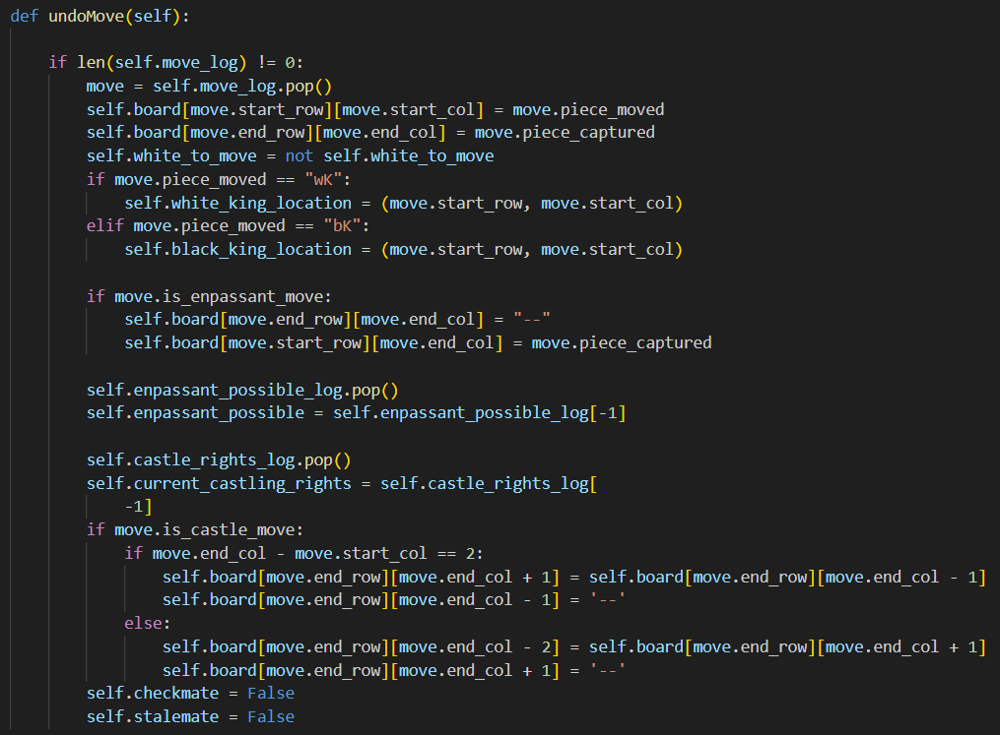 def undoMove(self):
    if len(self.move_log) != 0:
        move = self.move_log.pop()
        self.board[move.start_row][move.start_col] = move.piece_moved
        self.board[move.end_row][move.end_col] = move.piece_captured
        self.white_to_move = not self.white_to_move
        if move.piece_moved == "wK":
            self.white_king_location = (move.start_row, move.start_col)
        elif move.piece_moved == "bK":
            self.black_king_location = (move.start_row, move.start_col)
        if move.is_enpassant_move:
            self.board[move.end_row][move.end_col] = "--"
            self.board[move.start_row][move.end_col] = move.piece_captured
        self.enpassant_possible_log.pop()
        self.enpassant_possible = self.enpassant_possible_log[-1]
        self.castle_rights_log.pop()
        self.current_castling_rights = self.castle_rights_log[
            -1]
        if move.is_castle_move:
            if move.end_col - move.start_col == 2:
                self.board[move.end_row][move.end_col + 1] = self.board[move.end_row][move.end_col - 1]
                self.board[move.end_row][move.end_col - 1] = '--'
            else:
                self.board[move.end_row][move.end_col - 2] = self.board[move.end_row][move.end_col + 1]
                self.board[move.end_row][move.end_col + 1] = '--'
        self.checkmate = False
        self.stalemate = False